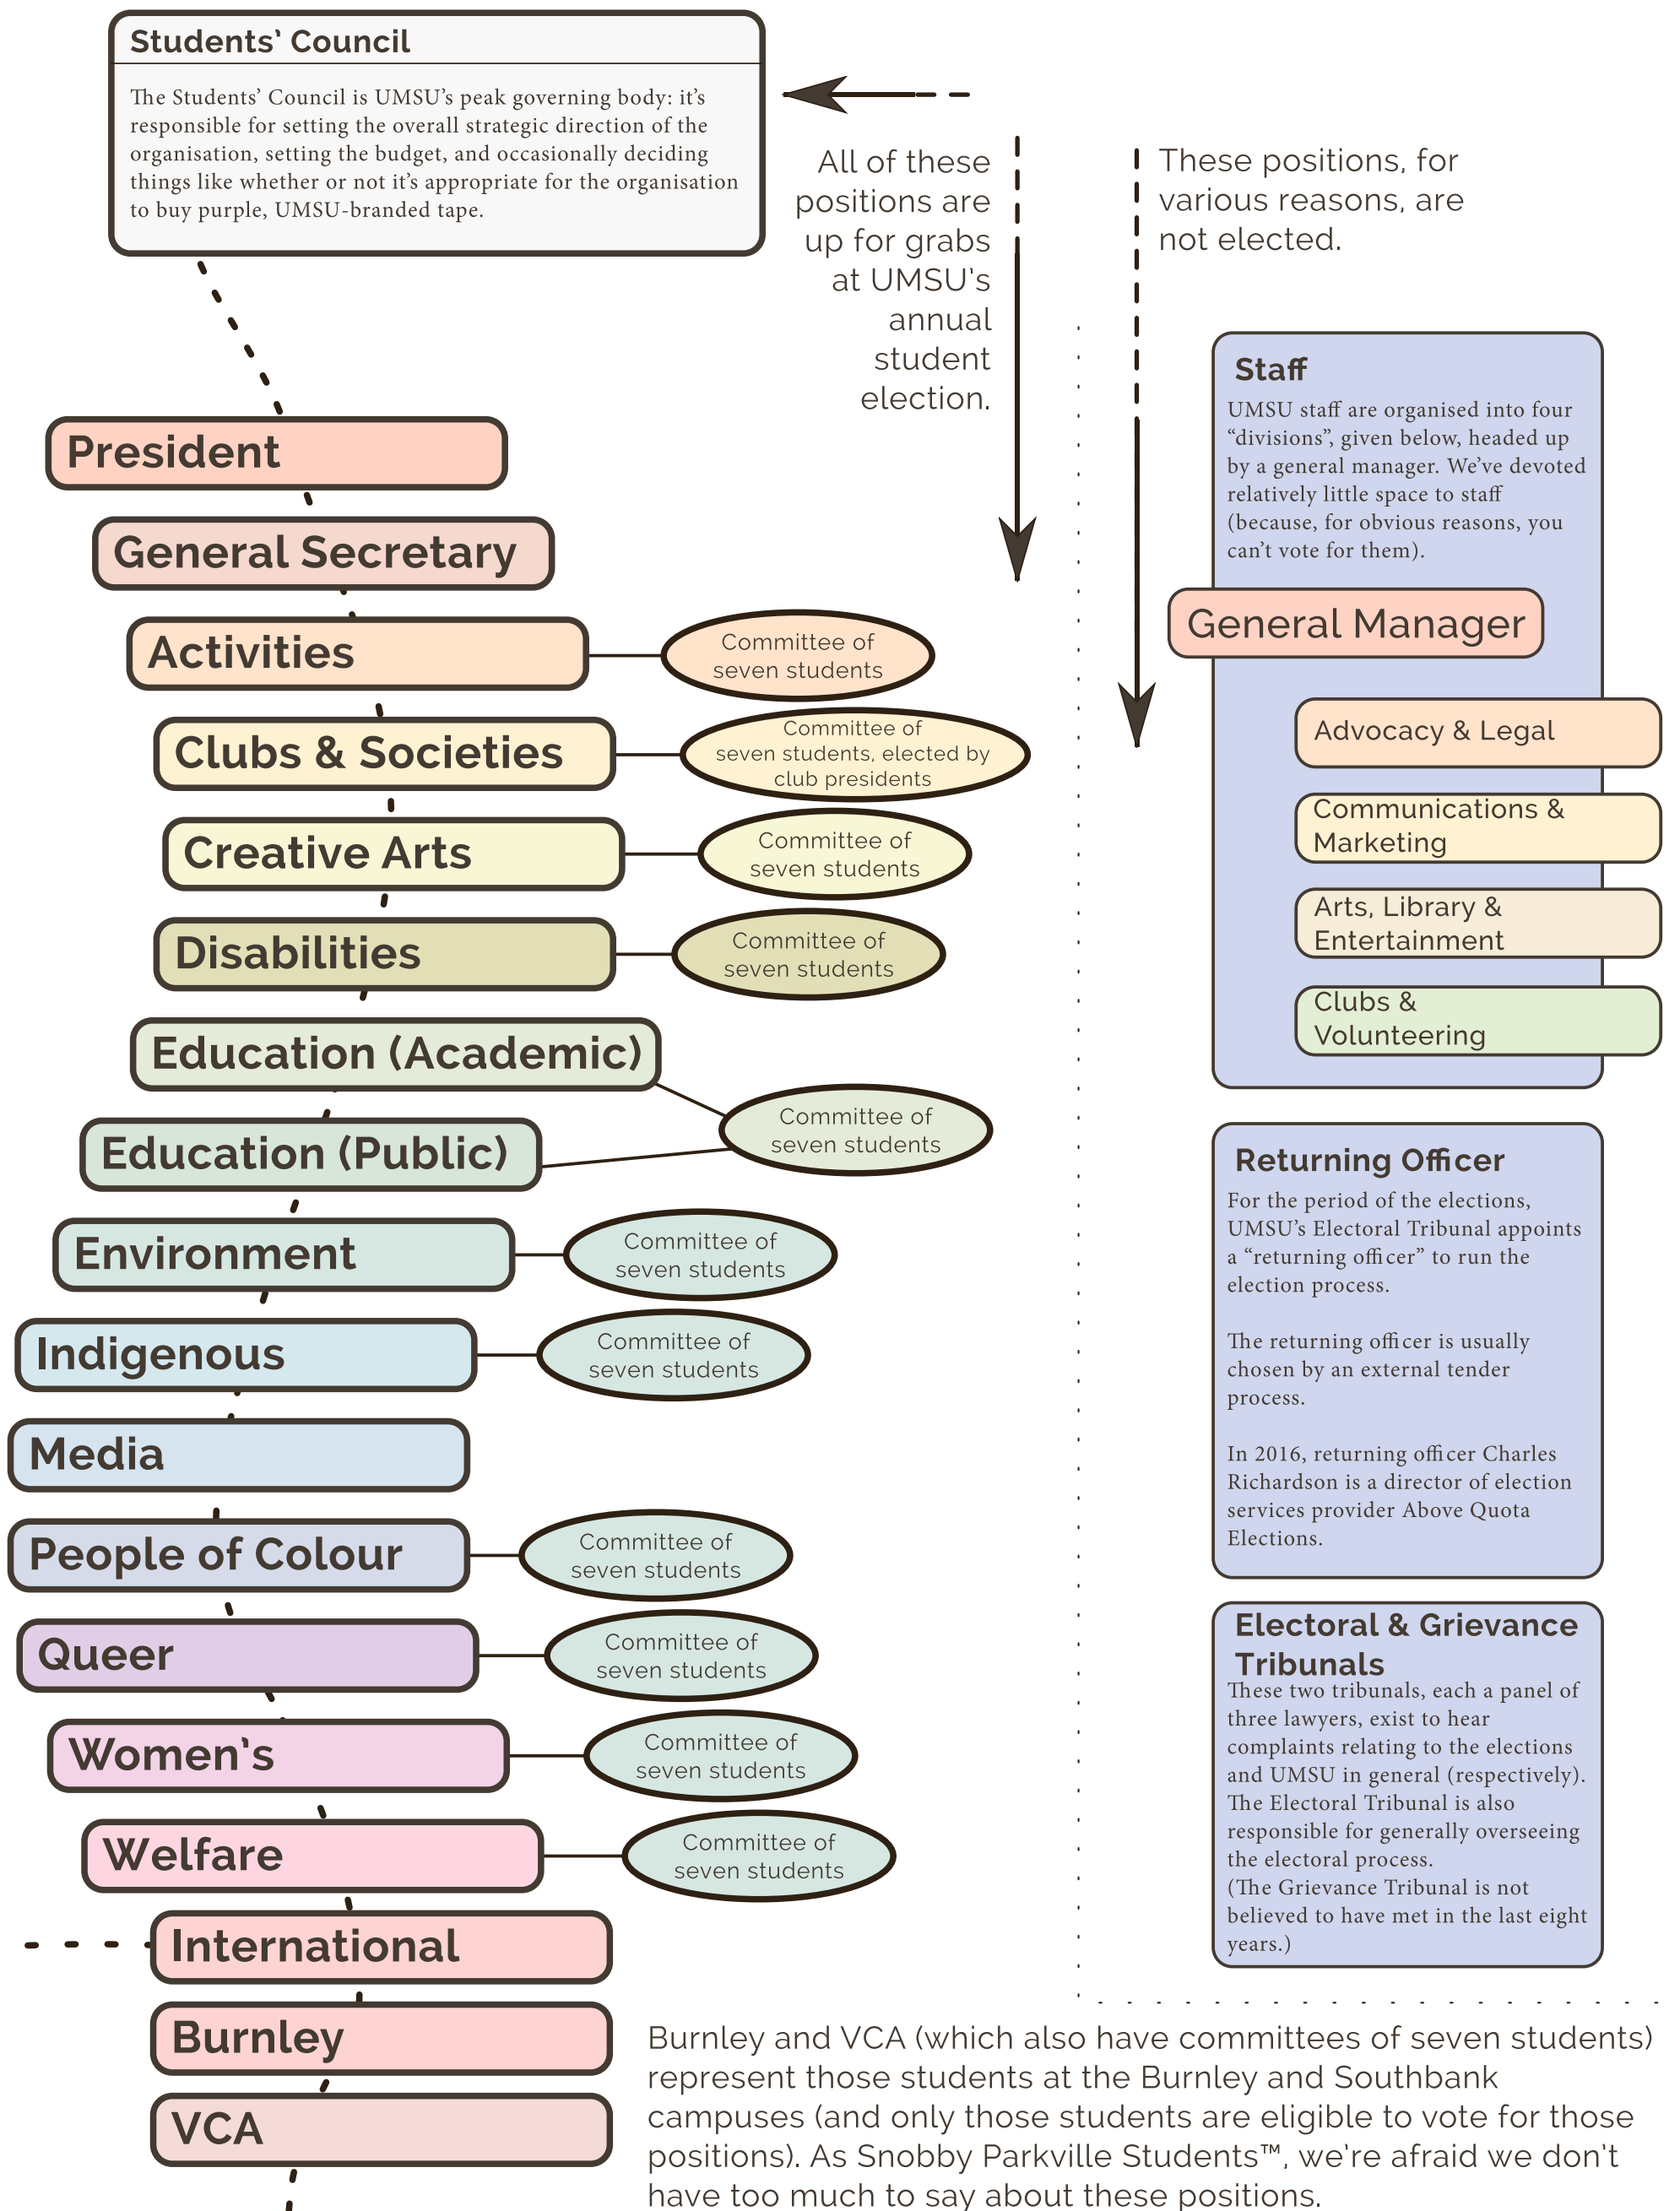 Students’ Council
The Students’ Council is UMSU’s peak governing body: it’s
responsible for setting the overall strategic direction of the
organisation, setting the budget, and occasionally deciding
things like whether or not it’s appropriate for the organisation
to buy purple, UMSU-branded tape.
All of these
positions are
up for grabs
at UMSU’s
annual
student
election.
These positions, for
various reasons, are
not elected.
President
General Secretary
Activities
Committee of
seven students
Clubs & Societies
Committee of
seven students, elected by
club presidents
Creative Arts
Committee of
seven students
Disabilities
Committee of
seven students
Education (Academic)
Education (Public)
Committee of
seven students
Environment
Committee of
seven students
Indigenous
Committee of
seven students
Media
People of Colour
Committee of
seven students
Queer
Committee of
seven students
Women’s
Committee of
seven students
Welfare
Committee of
seven students
International
Burnley
VCA
Staff
UMSU staff are organised into four
“divisions”, given below, headed up
by a general manager. We’ve devoted
relatively little space to staff
(because, for obvious reasons, you
can’t vote for them).
General Manager
Advocacy & Legal
Communications &
Marketing
Arts, Library &
Entertainment
Clubs &
Volunteering
Returning Officer
For the period of the elections,
UMSU’s Electoral Tribunal appoints
a “returning officer” to run the
election process.
The returning officer is usually
chosen by an external tender
process.
In 2016, returning officer Charles
Richardson is a director of election
services provider Above Quota
Elections.
Electoral & Grievance
Tribunals
These two tribunals, each a panel of
three lawyers, exist to hear
complaints relating to the elections
and UMSU in general (respectively).
The Electoral Tribunal is also
responsible for generally overseeing
the electoral process.
(The Grievance Tribunal is not
believed to have met in the last eight
years.)
Burnley and VCA (which also have committees of seven students)
represent those students at the Burnley and Southbank
campuses (and only those students are eligible to vote for those
positions). As Snobby Parkville Students™, we’re afraid we don’t
have too much to say about these positions.